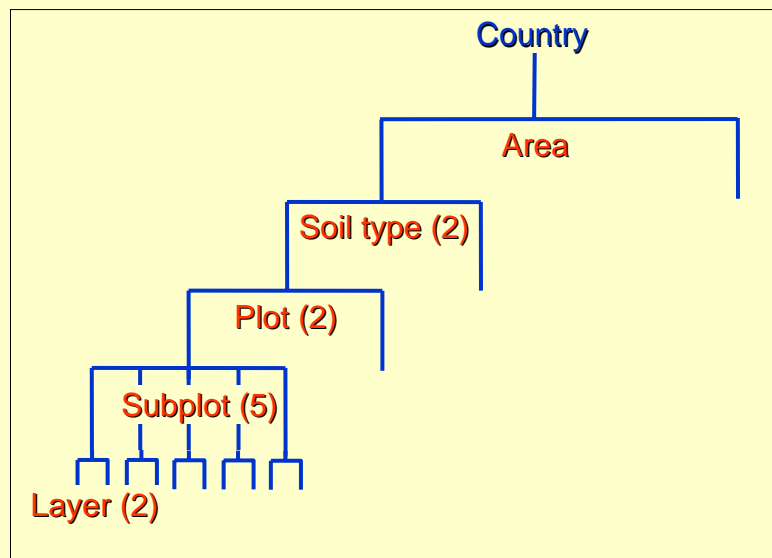 Country
Area
Soil type (2)
Plot (2)
Subplot (5)
Layer (2)